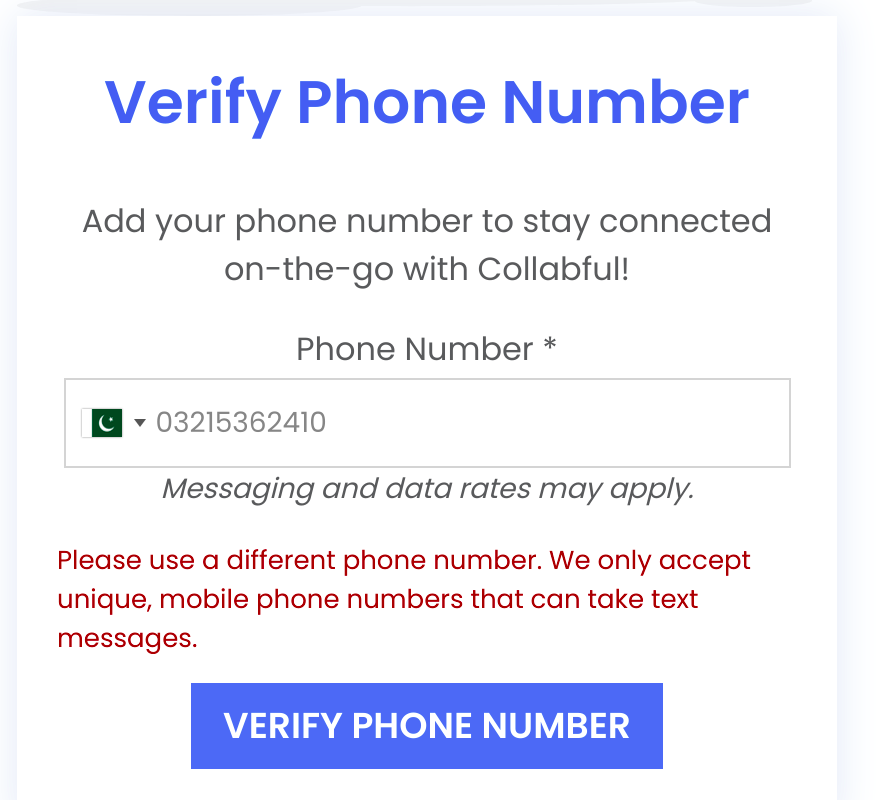 Verify Phone Number
Add your phone number to stay connected
on-the-go with Collabful!
Phone Number *
03215362410
Messaging and data rates may apply.
Please use a different phone number. We only accept
unique, mobile phone numbers that can take text
messages.
VERIFY PHONE NUMBER